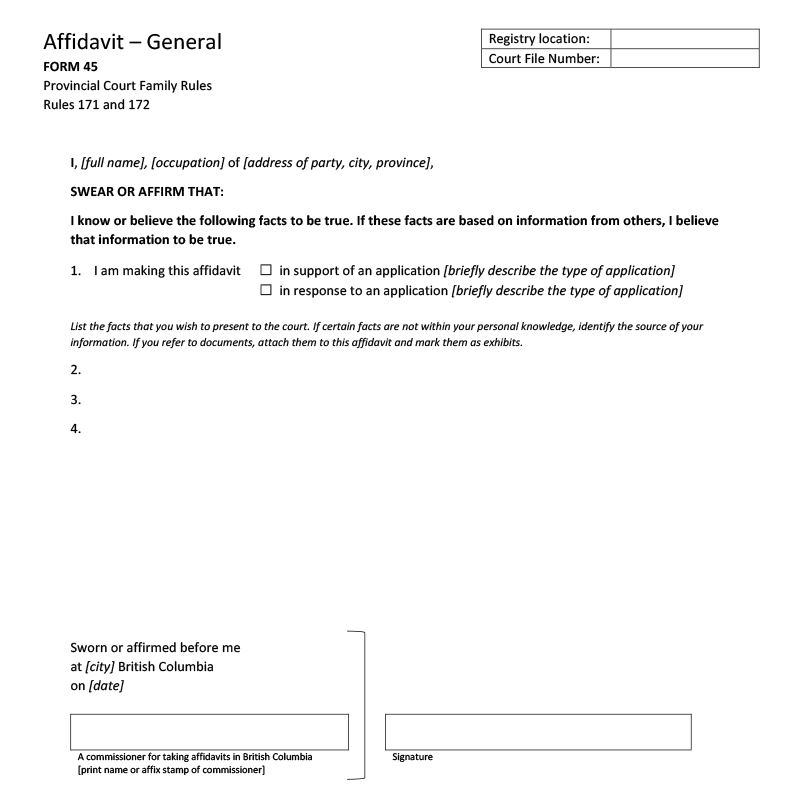 Affidavit – General
FORM 45
Provincial Court Family Rules
Rules 171 and 172
Registry location:
Court File Number:
I, [full name], [occupation] of [address of party, city, province],
SWEAR OR AFFIRM THAT:
I know or believe the following facts to be true. If these facts are based on information from others, I believe
that information to be true.
1. I am making this affidavit ☐ in support of an application [briefly describe the type of application]
☐ in response to an application [briefly describe the type of application]
List the facts that you wish to present to the court. If certain facts are not within your personal knowledge, identify the source of your
information. If you refer to documents, attach them to this affidavit and mark them as exhibits.
2.
3.
4.
Sworn or affirmed before me
at [city] British Columbia
on [date]
A commissioner for taking affidavits in British Columbia
[print name or affix stamp of commissioner]
Signature